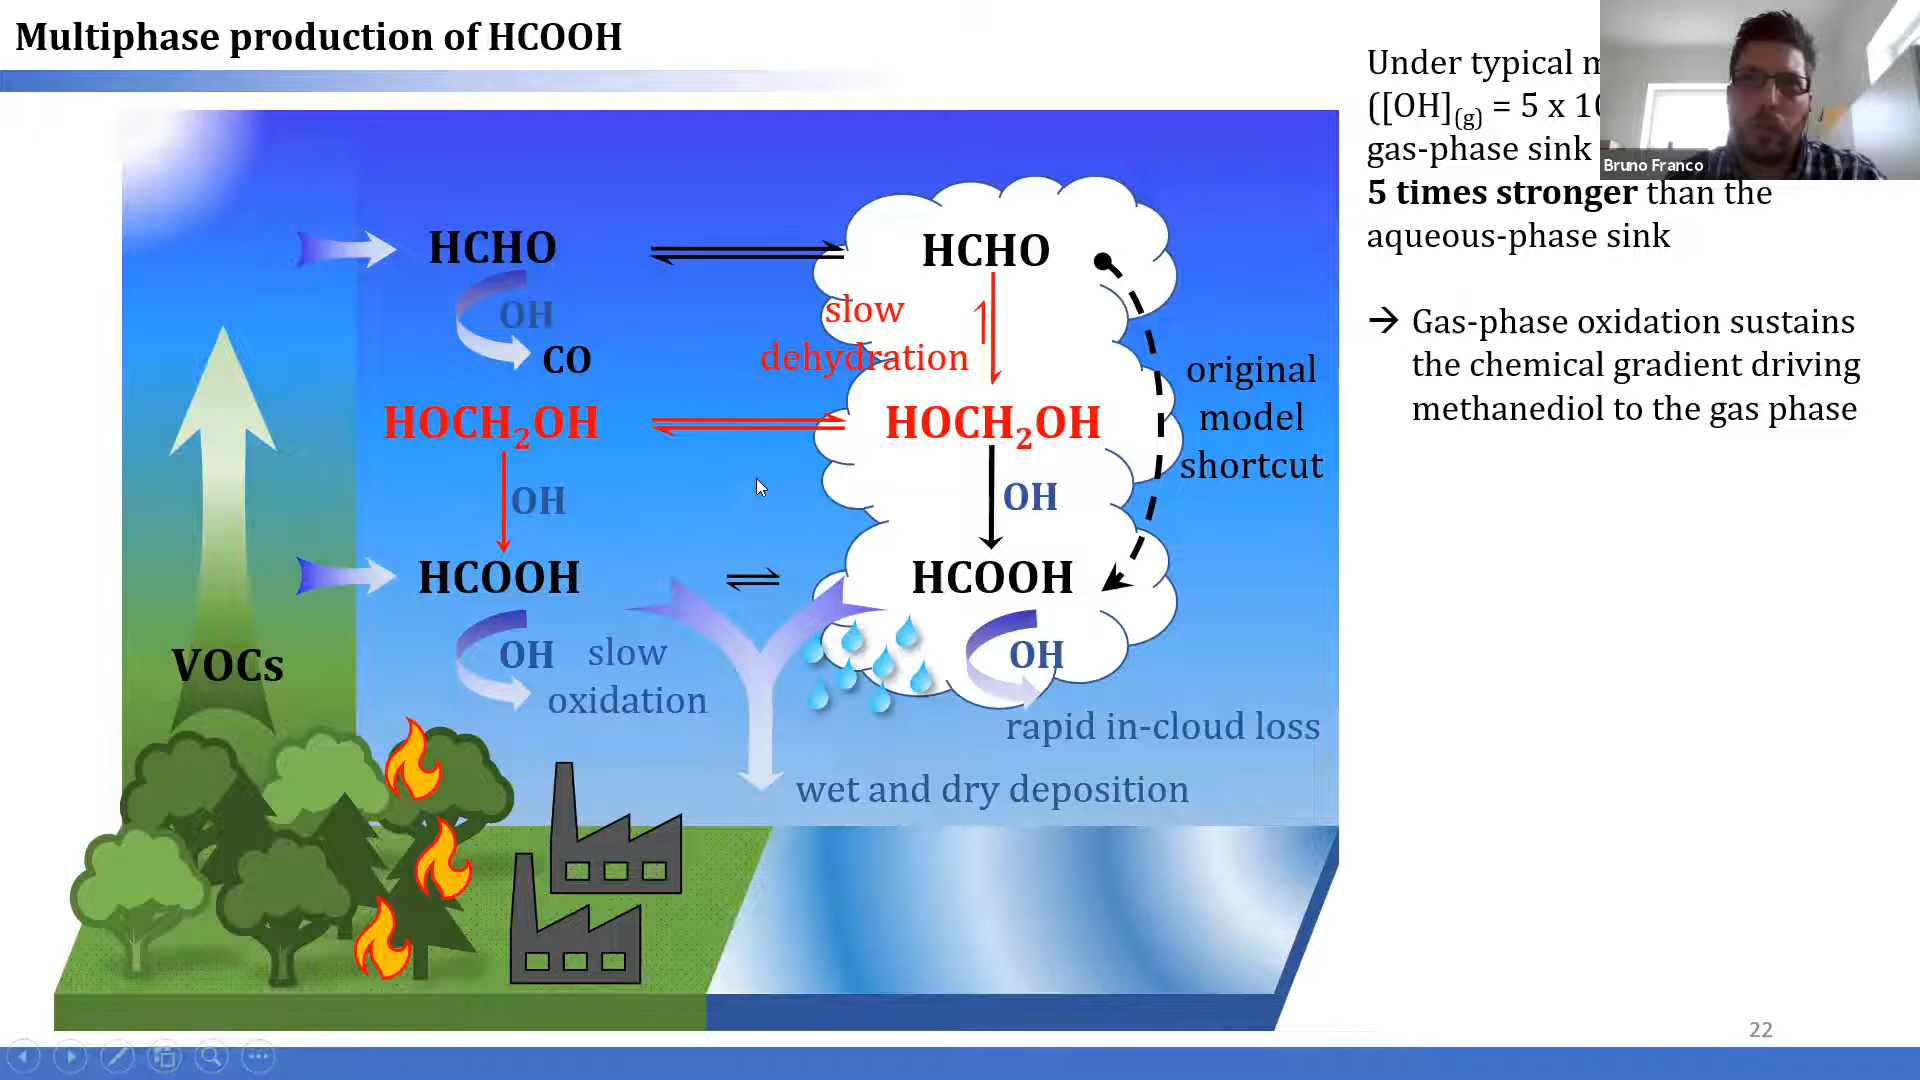 Multiphase production of HCOOH
Under typical
([OH](g) = 5 x
gas-phase sink
5 times stronger than the
aqueous-phase sink
Bruno Franco
→ Gas-phase oxidation sustains
the chemical gradient driving
methanediol to the gas phase
HCHO
HCHO
OH
CO
slow
dehydration
original
model
shortcut
HOCH₂OH
HOCH₂OH
OH
OH
HCOOH
⇌
HCOOH
OH
slow
oxidation
OH
rapid in-cloud loss
wet and dry deposition
VOCs
22